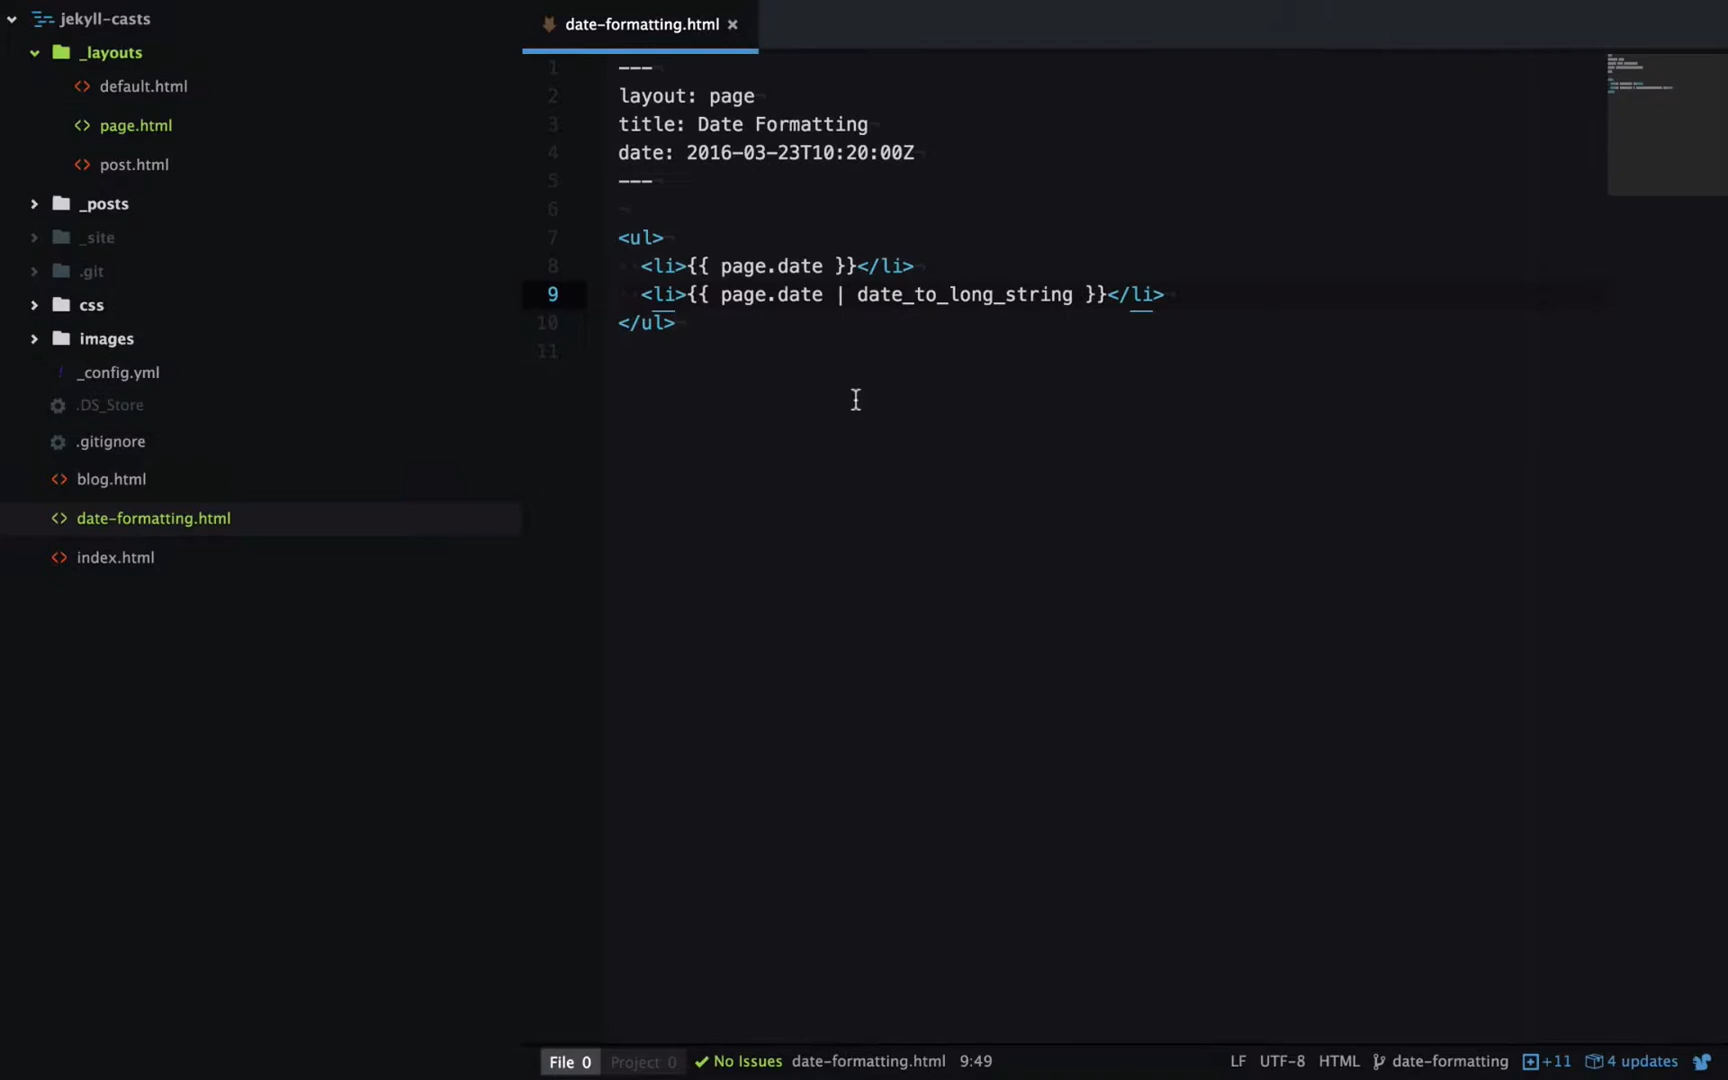 jekyll-casts
_layouts
default.html
page.html
post.html
_posts
_site
.git
css
images
! _config.yml
.DS_Store
.gitignore
blog.html
date-formatting.html
index.html
date-formatting.html ×
1 ---
2 layout: page
3 title: Date Formatting
4 date: 2016-03-23T10:20:00Z
5 ---
6
7 <ul>
8 <li>{{ page.date }}</li>
9 <li>{{ page.date | date_to_long_string }}</li>
10 </ul>
11
File 0 Project 0 No Issues date-formatting.html 9:49 LF UTF-8 HTML date-formatting +11 4 updates